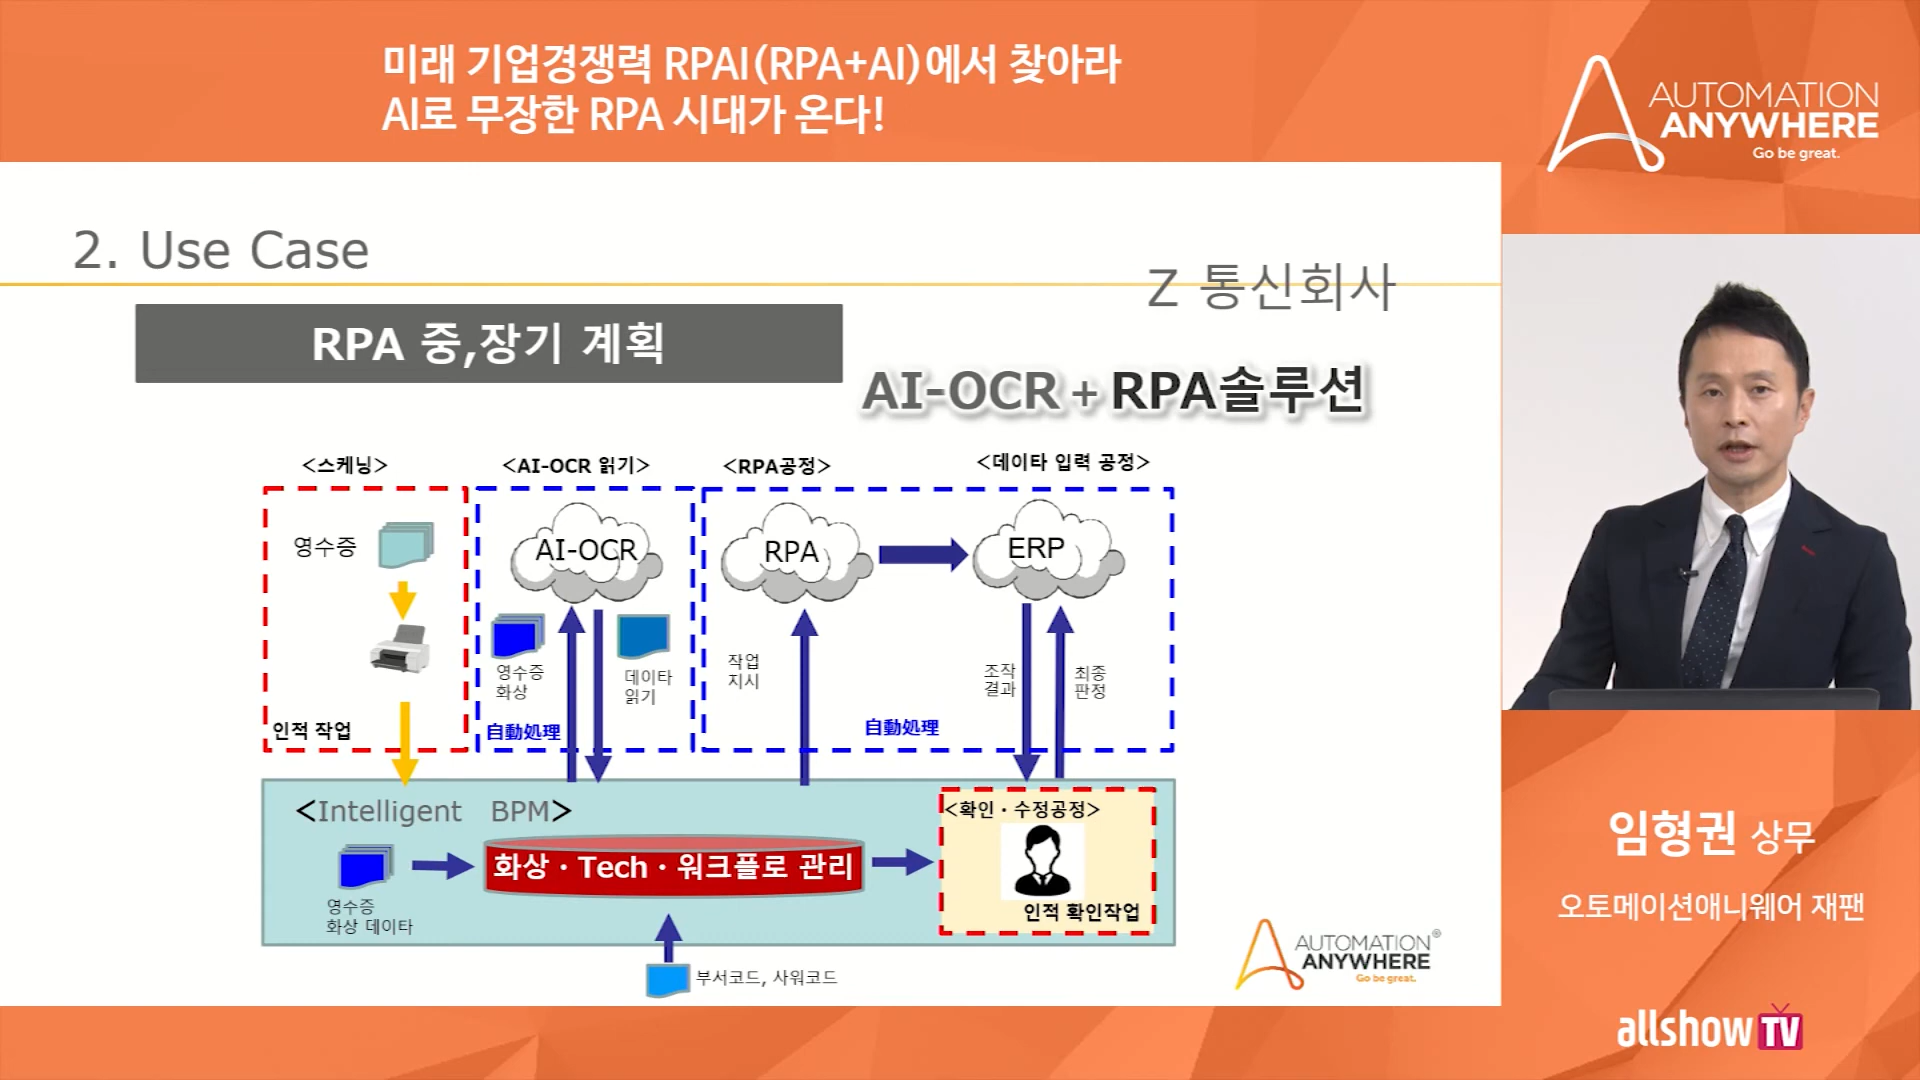 미래 기업경쟁력 RPAI(RPA+AI)에서 찾아라
AI로 무장한 RPA 시대가 온다!
AUTOMATION
ANYWHERE
Go be great.
2. Use Case
Z 통신회사
RPA 중,장기 계획
AI-OCR + RPA솔루션
<스케닝>
<AI-OCR 읽기>
<RPA공정>
<데이타 입력 공정>
영수증
AI-OCR
RPA
ERP
영수증
화상
데이타
읽기
작업
지시
조작
결과
최종
판정
인적 작업
自動処理
自動処理
<Intelligent BPM>
<확인・수정공정>
화상・Tech・워크플로 관리
영수증
화상 데이타
인적 확인작업
부서코드, 사워코드
AUTOMATION®
ANYWHERE
Go be great.
임형권 상무
오토메이션애니웨어 재팬
allshow TV